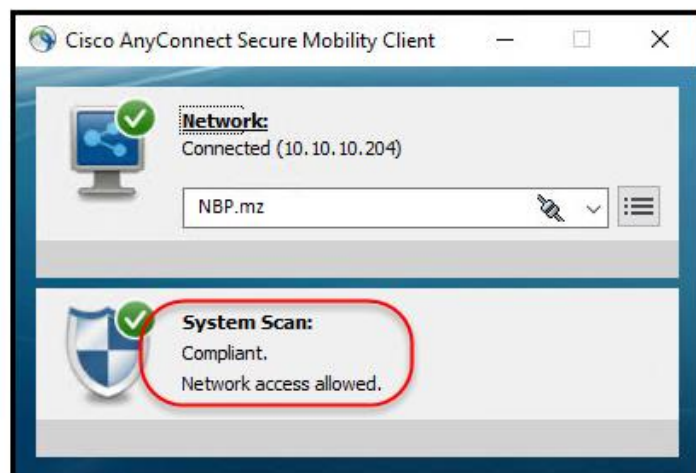 Cisco AnyConnect Secure Mobility Client
Network:
Connected (10.10.10.204)
NBP.mz
System Scan:
Compliant.
Network access allowed.